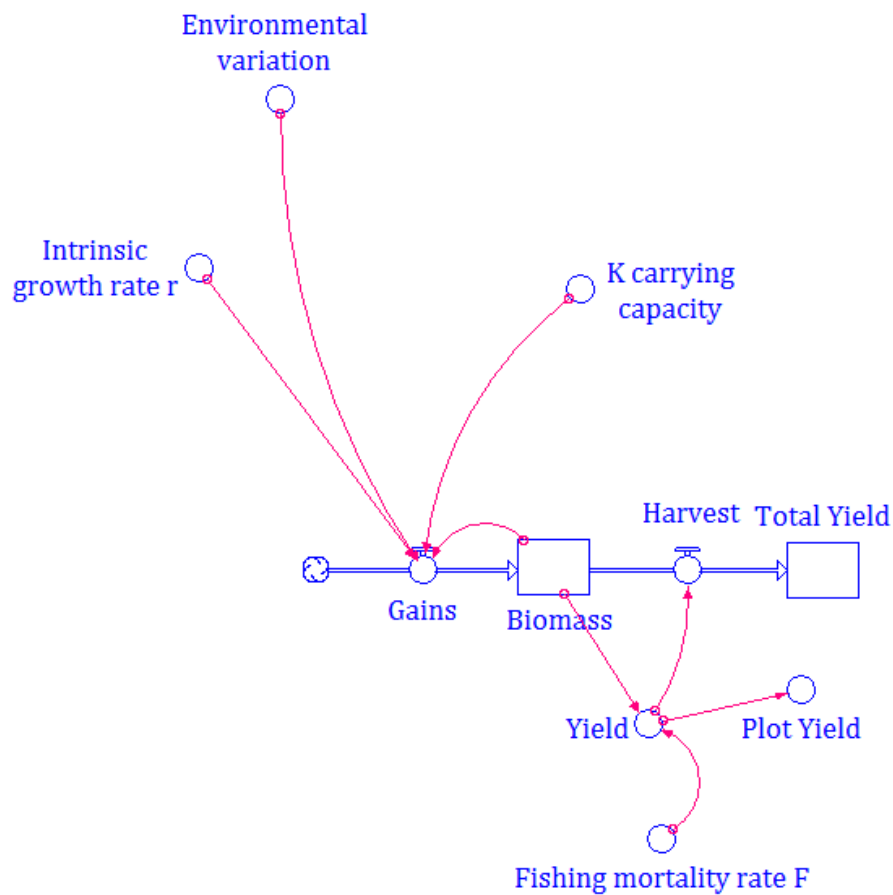 Environmental
variation
Intrinsic
growth rate r
K carrying
capacity
Harvest
Total Yield
Gains
Biomass
Yield
Plot Yield
Fishing mortality rate F